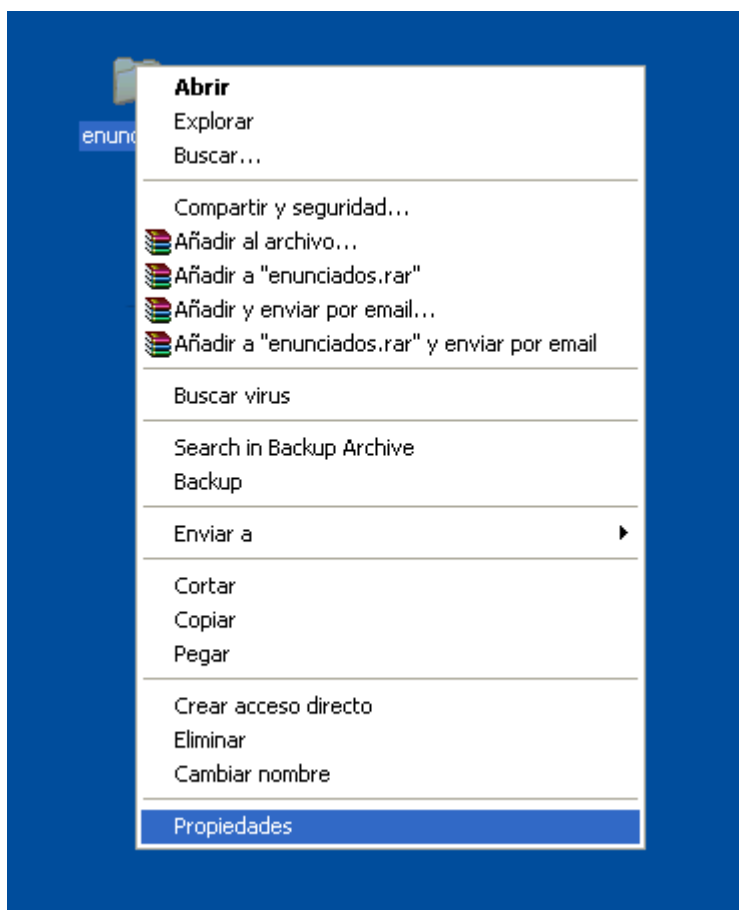 enunc
Abrir
Explorar
Buscar...
Compartir y seguridad...
Añadir al archivo...
Añadir a "enunciados.rar"
Añadir y enviar por email...
Añadir a "enunciados.rar" y enviar por email
Buscar virus
Search in Backup Archive
Backup
Enviar a
Cortar
Copiar
Pegar
Crear acceso directo
Eliminar
Cambiar nombre
Propiedades